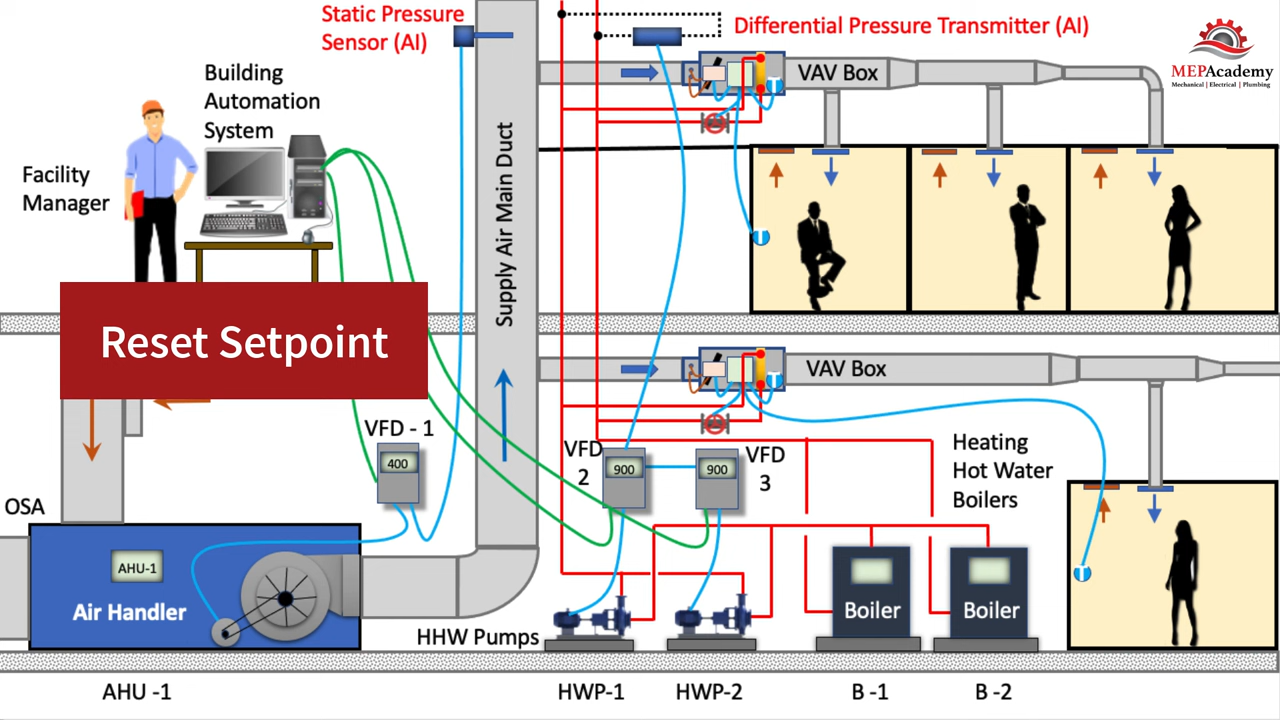 Static Pressure
Sensor (AI)
Differential Pressure Transmitter (AI)
MEPAcademy
Mechanical | Electrical | Plumbing
Building
Automation
System
Facility
Manager
VAV Box
Supply Air Main Duct
T
T
Reset Setpoint
VAV Box
T
VFD - 1
400
VFD
2
900
900
VFD
3
Heating
Hot Water
Boilers
OSA
AHU-1
Air Handler
T
HHW Pumps
Boiler
Boiler
AHU -1
HWP-1
HWP-2
B -1
B -2